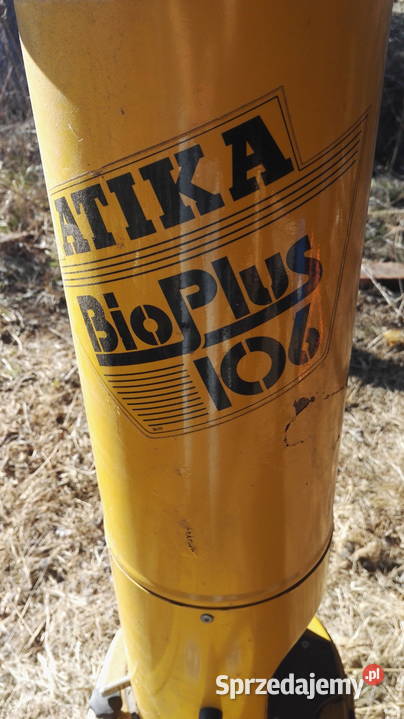 ATIKA
BioPlus
106
Sprzedajemy.pl